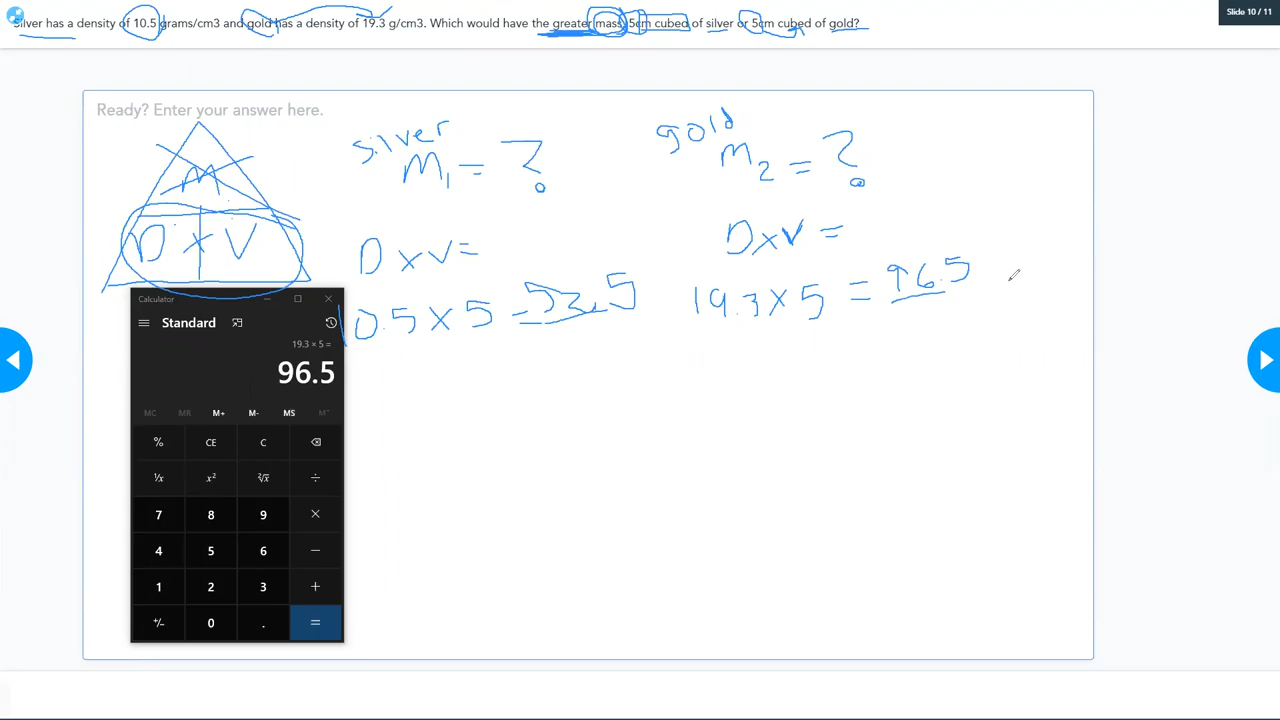 Silver has a density of 10.5 grams/cm3 and gold has a density of 19.3 g/cm3. Which would have the greater mass, 5cm cubed of silver or 5cm cubed of gold?
Slide 10 / 11
Ready? Enter your answer here.
silver
M1 = ?
gold
M2 = ?
M
D x V
D x V =
10.5 x 5 = 52.5
D x V =
19.3 x 5 = 96.5
Calculator
Standard
19.3 × 5 =
96.5
MC MR M+ M- MS M˅
% CE C
¹/x x² ²√x ÷
7 8 9 ×
4 5 6 −
1 2 3 +
+/− 0 . =